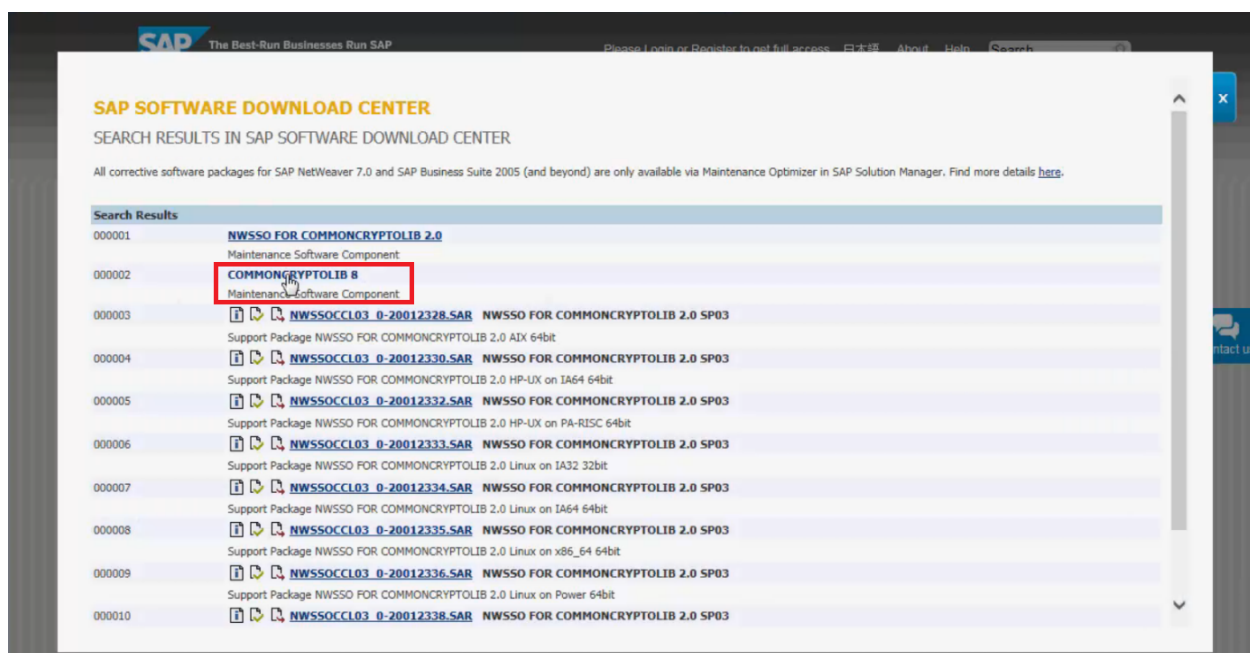 SAP The Best-Run Businesses Run SAP
Please Login or Register to get full access 日本語 About Help Search
x
SAP SOFTWARE DOWNLOAD CENTER
SEARCH RESULTS IN SAP SOFTWARE DOWNLOAD CENTER
All corrective software packages for SAP NetWeaver 7.0 and SAP Business Suite 2005 (and beyond) are only available via Maintenance Optimizer in SAP Solution Manager. Find more details here.
Search Results
000001 NWSSO FOR COMMONCRYPTOLIB 2.0
Maintenance Software Component
000002 COMMONCRYPTOLIB 8
Maintenance Software Component
000003 NWSSOCCL03_0-20012328.SAR NWSSO FOR COMMONCRYPTOLIB 2.0 SP03
Support Package NWSSO FOR COMMONCRYPTOLIB 2.0 AIX 64bit
000004 NWSSOCCL03_0-20012330.SAR NWSSO FOR COMMONCRYPTOLIB 2.0 SP03
Support Package NWSSO FOR COMMONCRYPTOLIB 2.0 HP-UX on IA64 64bit
000005 NWSSOCCL03_0-20012332.SAR NWSSO FOR COMMONCRYPTOLIB 2.0 SP03
Support Package NWSSO FOR COMMONCRYPTOLIB 2.0 HP-UX on PA-RISC 64bit
000006 NWSSOCCL03_0-20012333.SAR NWSSO FOR COMMONCRYPTOLIB 2.0 SP03
Support Package NWSSO FOR COMMONCRYPTOLIB 2.0 Linux on IA32 32bit
000007 NWSSOCCL03_0-20012334.SAR NWSSO FOR COMMONCRYPTOLIB 2.0 SP03
Support Package NWSSO FOR COMMONCRYPTOLIB 2.0 Linux on IA64 64bit
000008 NWSSOCCL03_0-20012335.SAR NWSSO FOR COMMONCRYPTOLIB 2.0 SP03
Support Package NWSSO FOR COMMONCRYPTOLIB 2.0 Linux on x86_64 64bit
000009 NWSSOCCL03_0-20012336.SAR NWSSO FOR COMMONCRYPTOLIB 2.0 SP03
Support Package NWSSO FOR COMMONCRYPTOLIB 2.0 Linux on Power 64bit
000010 NWSSOCCL03_0-20012338.SAR NWSSO FOR COMMONCRYPTOLIB 2.0 SP03
ntact u